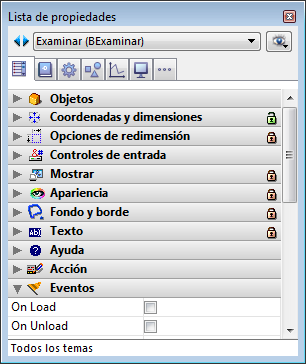 Lista de propiedades
Examinar (BExaminar)
Objetos
Coordenadas y dimensiones
Opciones de redimensión
Controles de entrada
Mostrar
Apariencia
Fondo y borde
Texto
Ayuda
Acción
Eventos
On Load
On Unload
Todos los temas